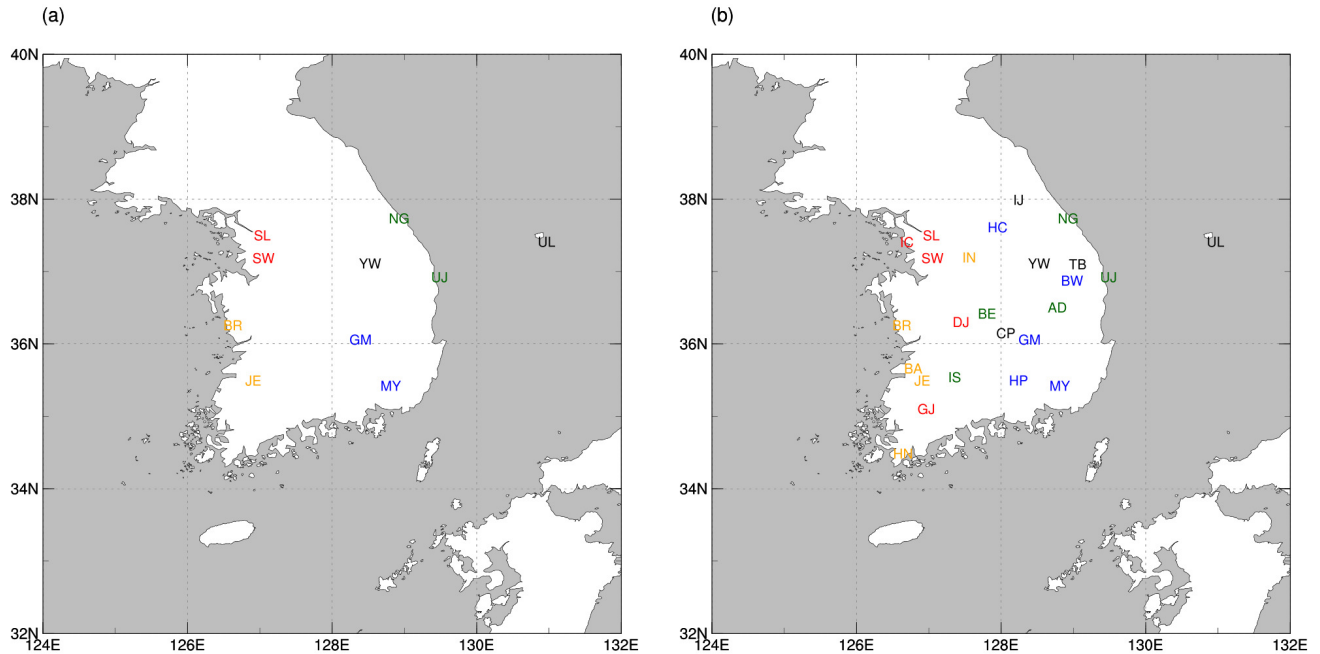 (a)
40N
38N
36N
34N
32N
124E
126E
128E
130E
132E
NG
SL
SW
YW
UL
UJ
BR
GM
JE
MY
(b)
40N
38N
36N
34N
32N
124E
126E
128E
130E
132E
IJ
NG
HC
SL
IC
UL
SW
IN
YW
TB
BW
UJ
AD
BE
BR
DJ
CP
GM
BA
JE
IS
HP
MY
GJ
HN